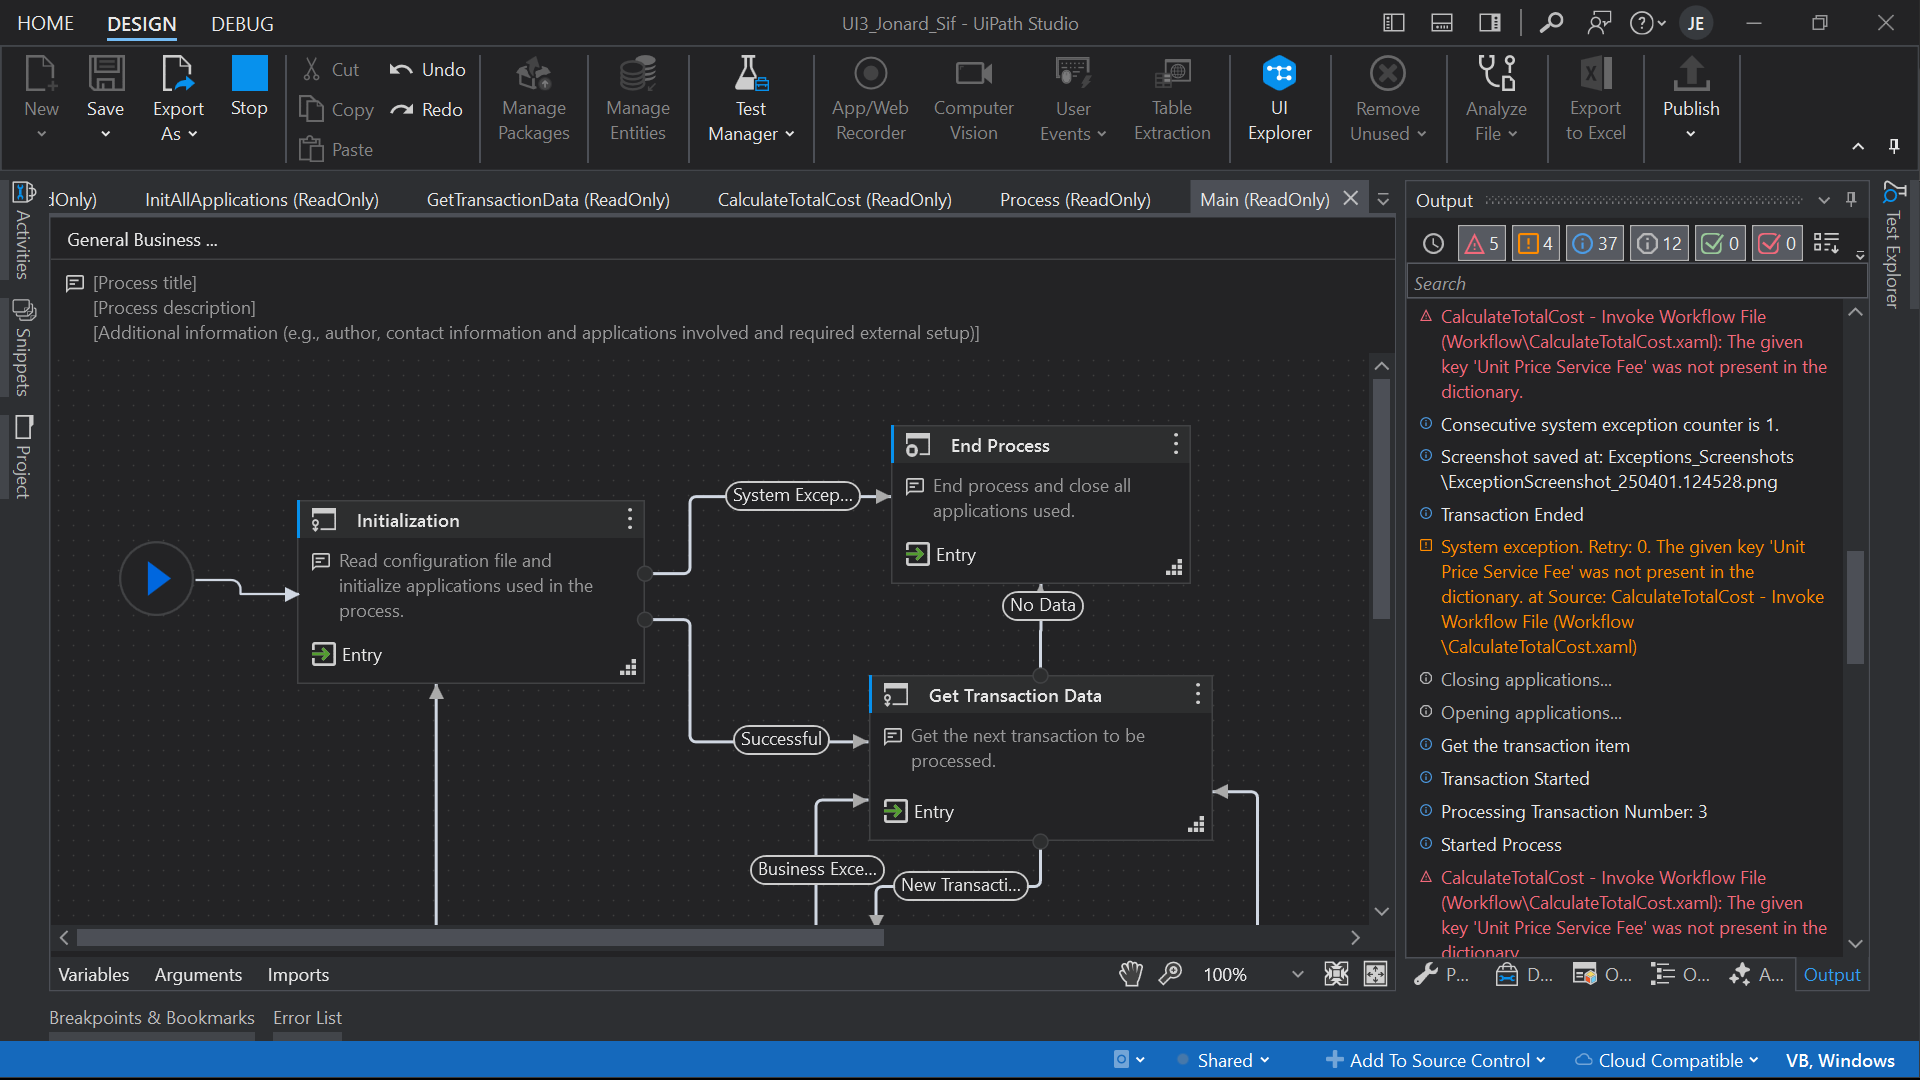 HOME DESIGN DEBUG
UI3_Jonard_Sif - UiPath Studio
JE
New
Save
Export As
Stop
Cut
Copy
Paste
Undo
Redo
Manage Packages
Manage Entities
Test Manager
App/Web Recorder
Computer Vision
User Events
Table Extraction
UI Explorer
Remove Unused
Analyze File
Export to Excel
Publish
dOnly)
InitAllApplications (ReadOnly)
GetTransactionData (ReadOnly)
CalculateTotalCost (ReadOnly)
Process (ReadOnly)
Main (ReadOnly)
Activities
Snippets
Project
General Business ...
[Process title]
[Process description]
[Additional information (e.g., author, contact information and applications involved and required external setup)]
Initialization
Read configuration file and
initialize applications used in the
process.
Entry
System Excep...
End Process
End process and close all
applications used.
Entry
No Data
Successful
Get Transaction Data
Get the next transaction to be
processed.
Entry
Business Exce...
New Transacti...
Variables Arguments Imports
100%
Output
5 4 37 12 0 0
Search
CalculateTotalCost - Invoke Workflow File
(Workflow\CalculateTotalCost.xaml): The given
key 'Unit Price Service Fee' was not present in the
dictionary.
Consecutive system exception counter is 1.
Screenshot saved at: Exceptions_Screenshots
\ExceptionScreenshot_250401.124528.png
Transaction Ended
System exception. Retry: 0. The given key 'Unit
Price Service Fee' was not present in the
dictionary. at Source: CalculateTotalCost - Invoke
Workflow File (Workflow
\CalculateTotalCost.xaml)
Closing applications...
Opening applications...
Get the transaction item
Transaction Started
Processing Transaction Number: 3
Started Process
CalculateTotalCost - Invoke Workflow File
(Workflow\CalculateTotalCost.xaml): The given
key 'Unit Price Service Fee' was not present in the
dictionary
P... D... O... O... A... Output
Test Explorer
Breakpoints & Bookmarks Error List
Shared
Add To Source Control
Cloud Compatible
VB, Windows